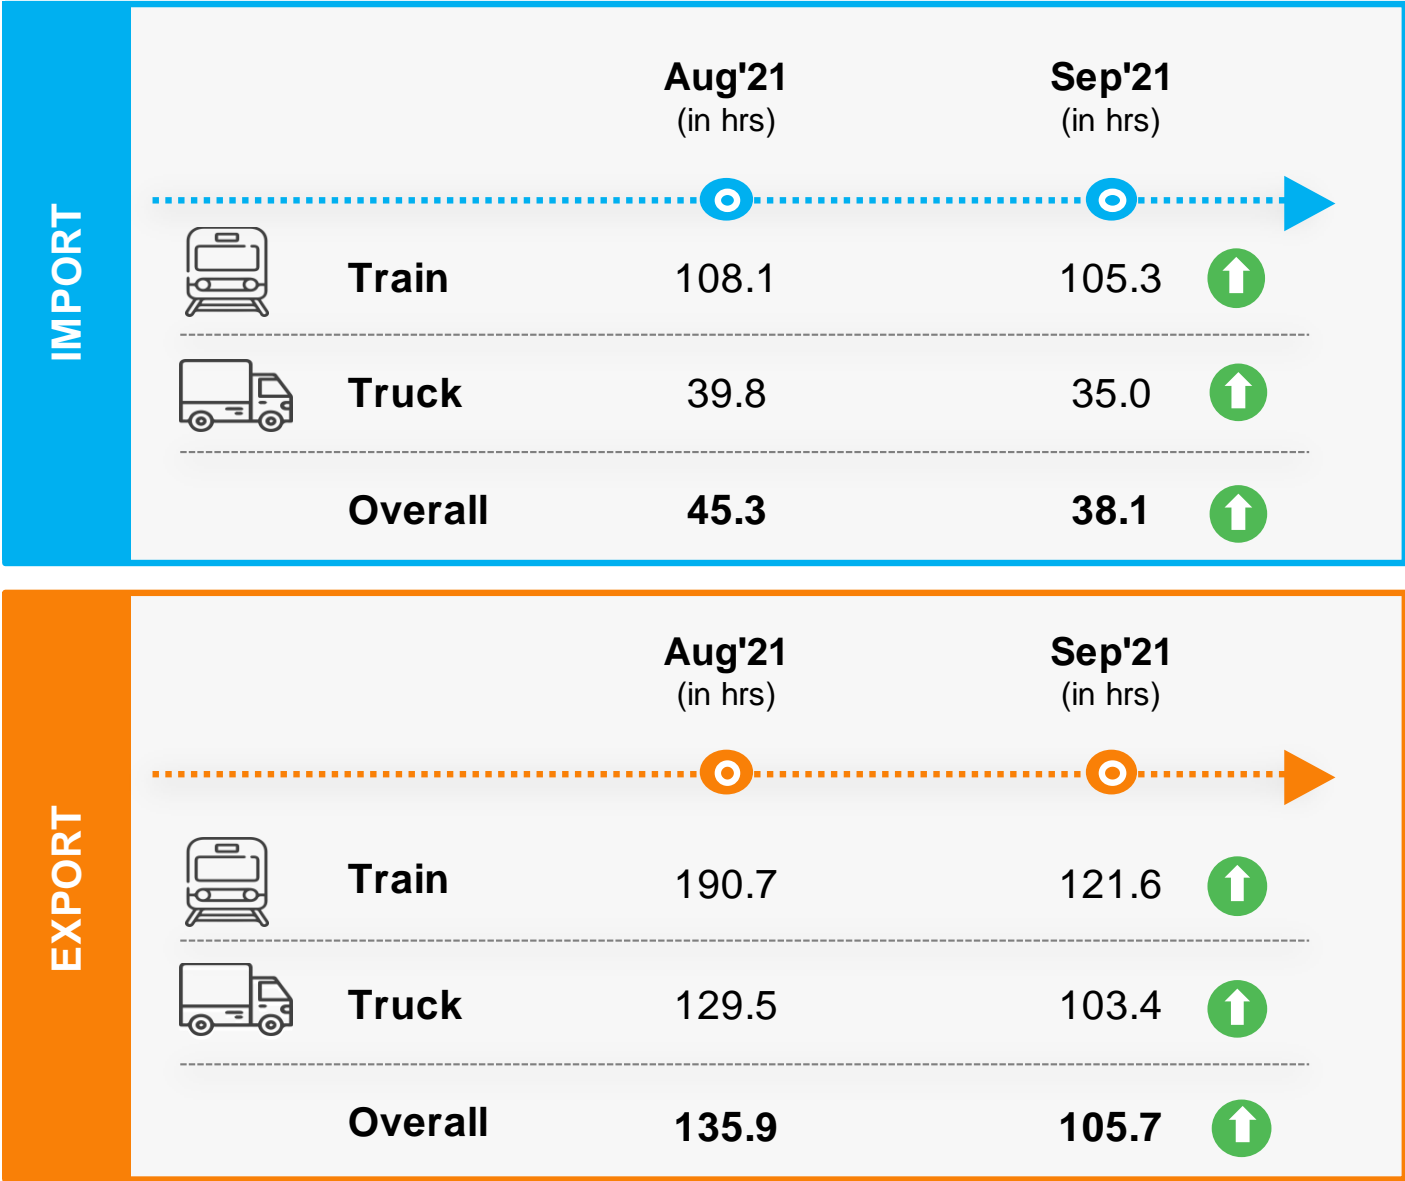 IMPORT
Aug'21 Sep'21
(in hrs) (in hrs)
Train 108.1 105.3
Truck 39.8 35.0
Overall 45.3 38.1
EXPORT
Aug'21 Sep'21
(in hrs) (in hrs)
Train 190.7 121.6
Truck 129.5 103.4
Overall 135.9 105.7